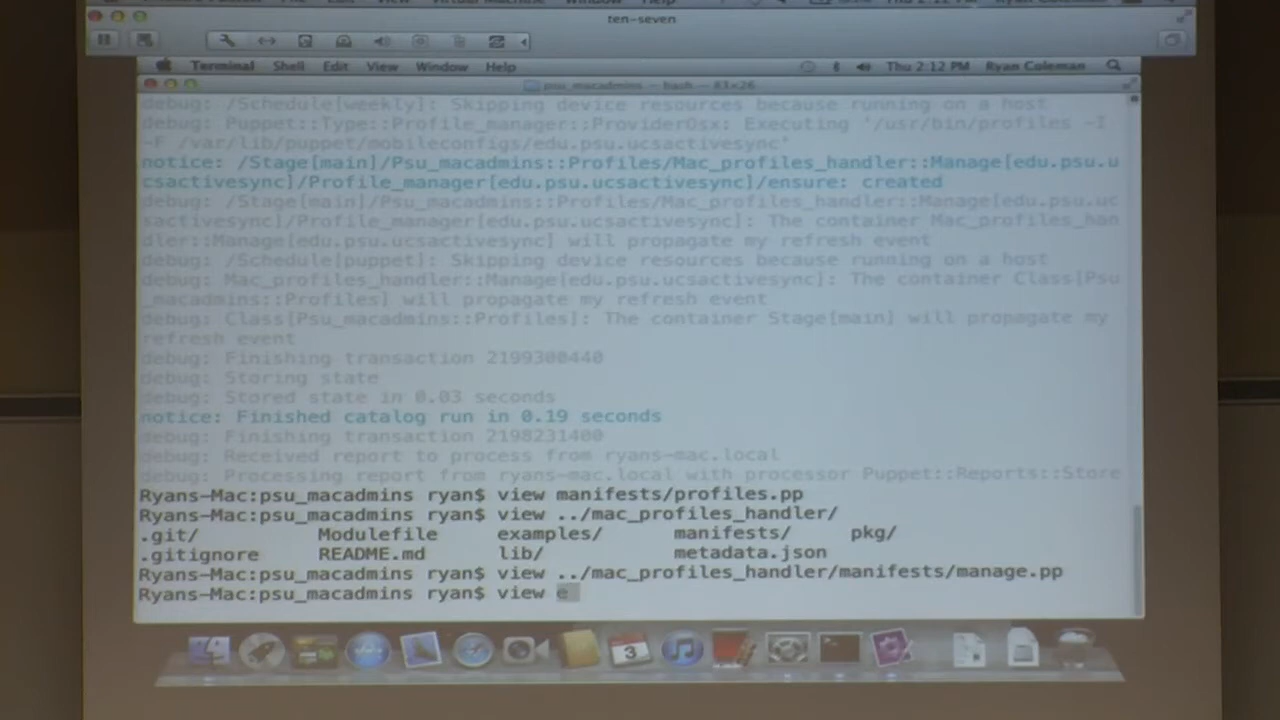 ten-seven
Terminal Shell Edit View Window Help Thu 2:12 PM Ryan Coleman
psu_macadmins — bash — 83×26
debug: /Schedule[weekly]: Skipping device resources because running on a host
debug: Puppet::Type::Profile_manager::ProviderOsx: Executing '/usr/bin/profiles -I
-F /var/lib/puppet/mobileconfigs/edu.psu.ucsactivesync'
notice: /Stage[main]/Psu_macadmins::Profiles/Mac_profiles_handler::Manage[edu.psu.u
csactivesync]/Profile_manager[edu.psu.ucsactivesync]/ensure: created
debug: /Stage[main]/Psu_macadmins::Profiles/Mac_profiles_handler::Manage[edu.psu.uc
sactivesync]/Profile_manager[edu.psu.ucsactivesync]: The container Mac_profiles_han
dler::Manage[edu.psu.ucsactivesync] will propagate my refresh event
debug: /Schedule[puppet]: Skipping device resources because running on a host
debug: Mac_profiles_handler::Manage[edu.psu.ucsactivesync]: The container Class[Psu
_macadmins::Profiles] will propagate my refresh event
debug: Class[Psu_macadmins::Profiles]: The container Stage[main] will propagate my
refresh event
debug: Finishing transaction 2199300440
debug: Storing state
debug: Stored state in 0.03 seconds
notice: Finished catalog run in 0.19 seconds
debug: Finishing transaction 2198231400
debug: Received report to process from ryans-mac.local
debug: Processing report from ryans-mac.local with processor Puppet::Reports::Store
Ryans-Mac:psu_macadmins ryan$ view manifests/profiles.pp
Ryans-Mac:psu_macadmins ryan$ view ../mac_profiles_handler/
.git/ Modulefile examples/ manifests/ pkg/
.gitignore README.md lib/ metadata.json
Ryans-Mac:psu_macadmins ryan$ view ../mac_profiles_handler/manifests/manage.pp
Ryans-Mac:psu_macadmins ryan$ view e
3